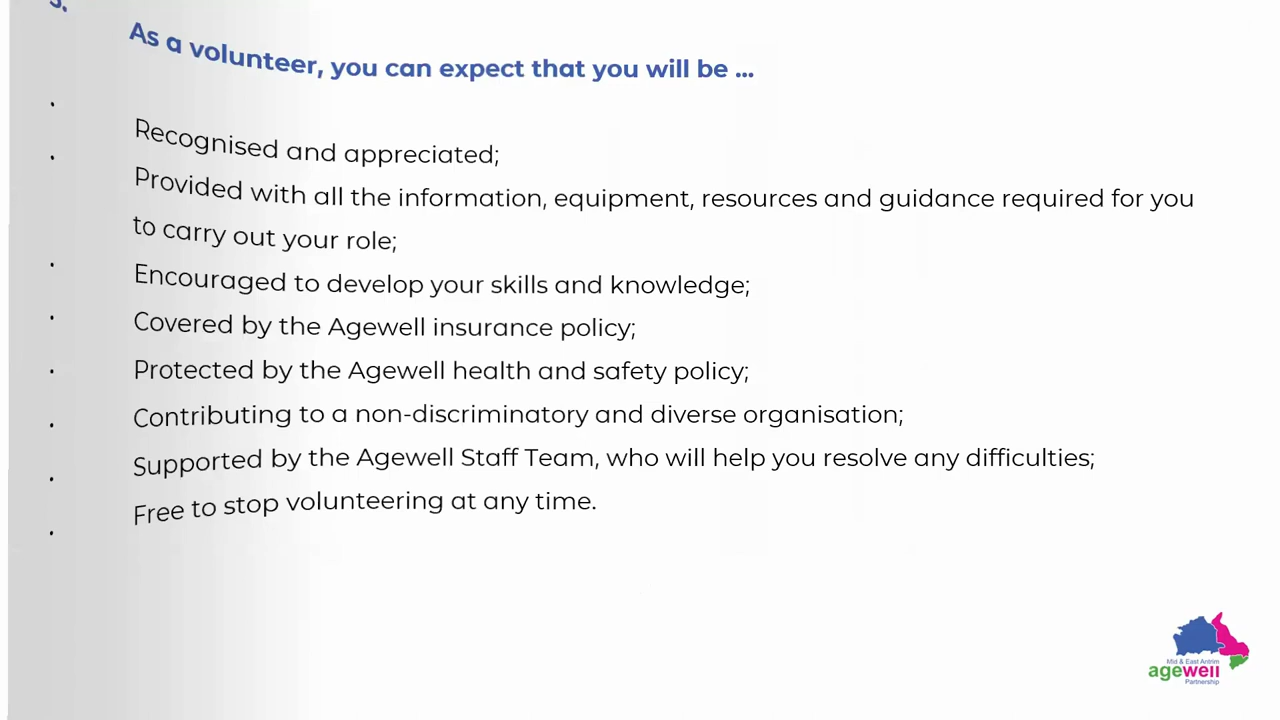 As a volunteer, you can expect that you will be ...
Recognised and appreciated;
Provided with all the information, equipment, resources and guidance required for you
to carry out your role;
Encouraged to develop your skills and knowledge;
Covered by the Agewell insurance policy;
Protected by the Agewell health and safety policy;
Contributing to a non-discriminatory and diverse organisation;
Supported by the Agewell Staff Team, who will help you resolve any difficulties;
Free to stop volunteering at any time.
Mid & East Antrim
agewell
Partnership